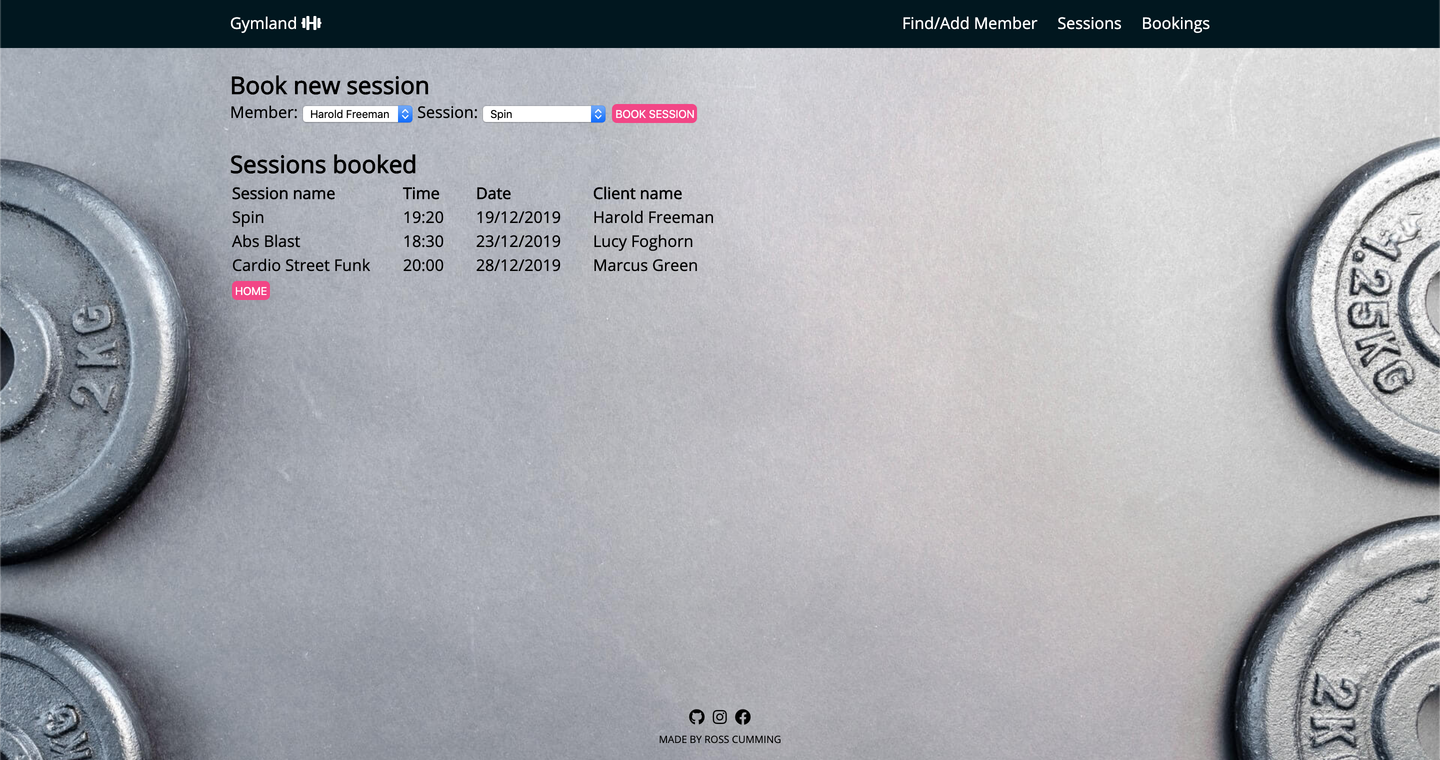 Gymland Find/Add Member Sessions Bookings
Book new session
Member: Harold Freeman Session: Spin BOOK SESSION
Sessions booked
Session name Time Date Client name
Spin 19:20 19/12/2019 Harold Freeman
Abs Blast 18:30 23/12/2019 Lucy Foghorn
Cardio Street Funk 20:00 28/12/2019 Marcus Green
HOME
2KG
1.25KG
KG
2K
MADE BY ROSS CUMMING